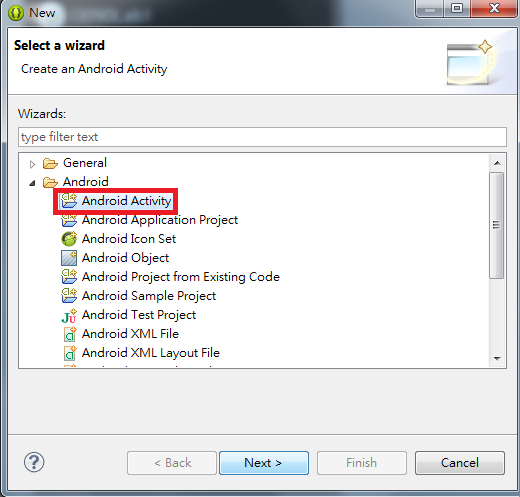 New
Select a wizard
Create an Android Activity
Wizards:
type filter text
General
Android
Android Activity
Android Application Project
Android Icon Set
Android Object
Android Project from Existing Code
Android Sample Project
Android Test Project
Android XML File
Android XML Layout File
< Back
Next >
Finish
Cancel